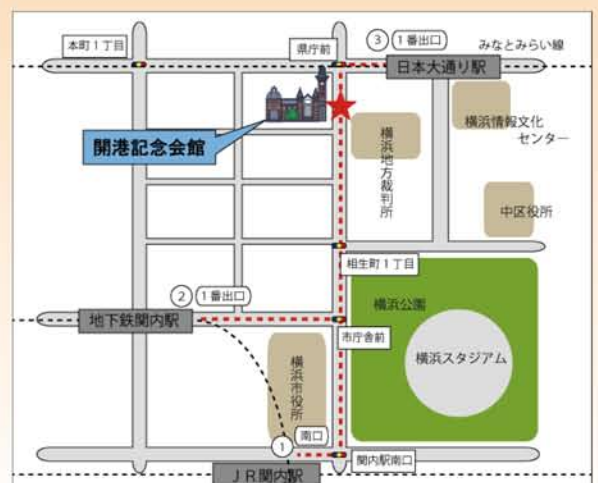 本町1丁目
県庁前
③ 1番出口
みなとみらい線
日本大通り駅
開港記念会館
横浜地方裁判所
横浜情報文化
センター
中区役所
相生町1丁目
② 1番出口
地下鉄関内駅
市庁舎前
横浜公園
横浜スタジアム
横浜市役所
① 南口
関内駅南口
JR関内駅